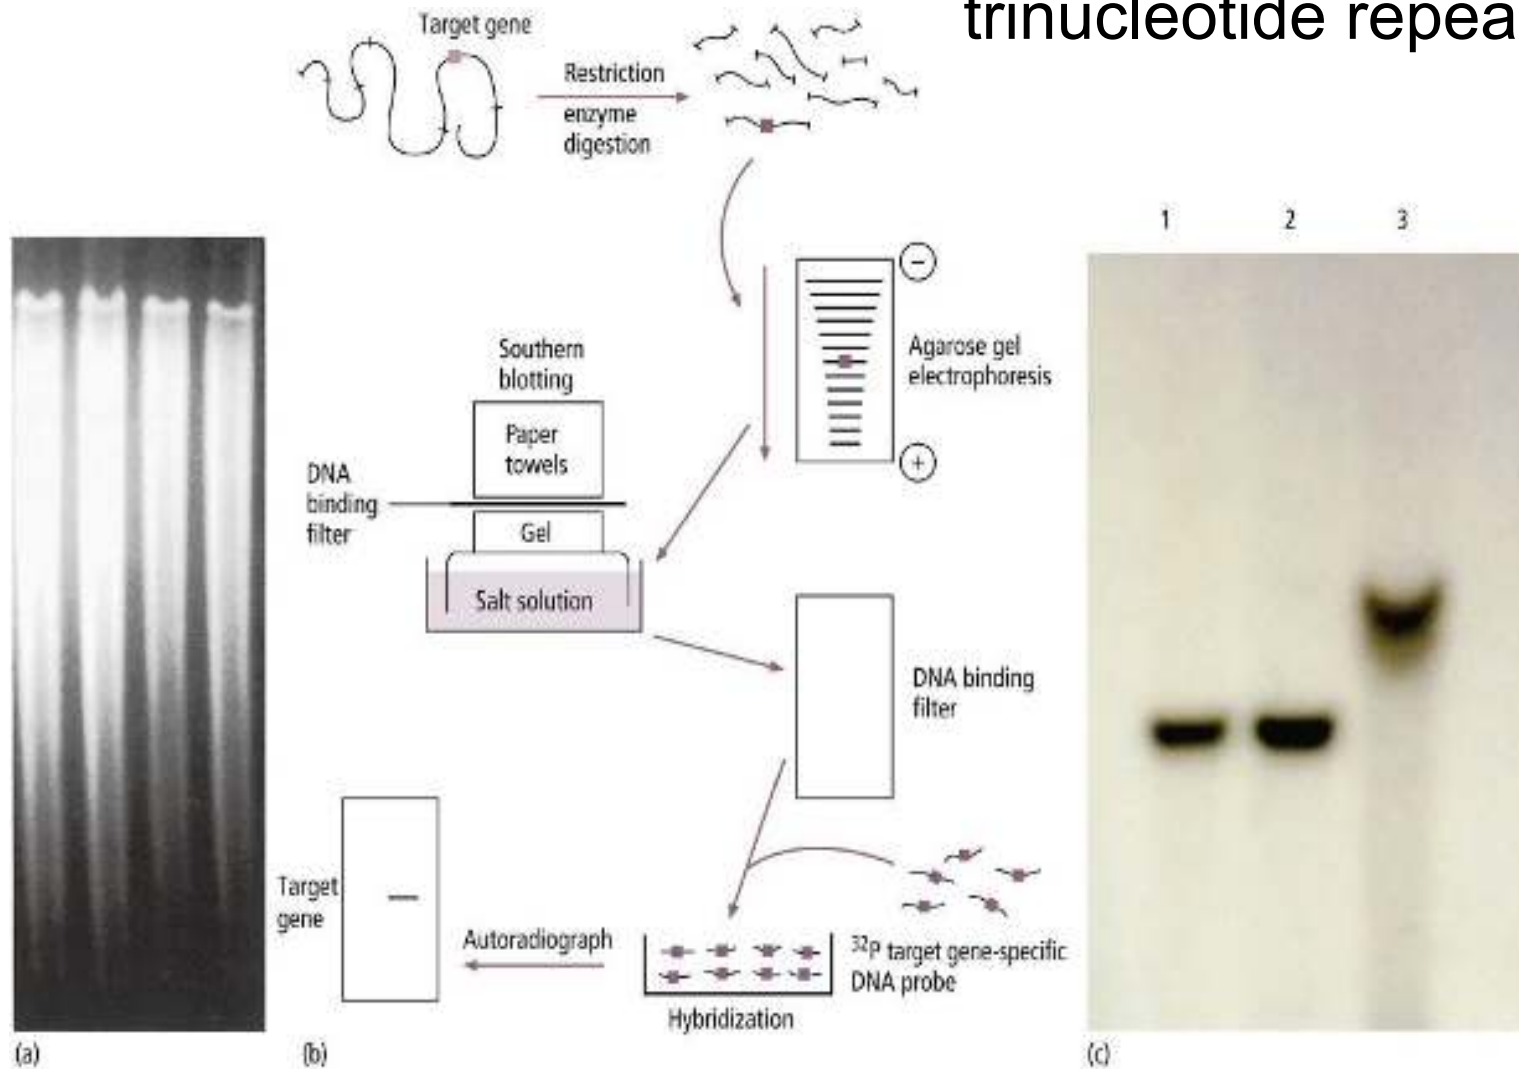 trinucleotide repea
Target gene
Restriction
enzyme
digestion
1 2 3
−
Agarose gel
electrophoresis
+
Southern
blotting
Paper
towels
DNA
binding
filter
Gel
Salt solution
DNA binding
filter
Target
gene
Autoradiograph
32P target gene-specific
DNA probe
Hybridization
(a) (b) (c)